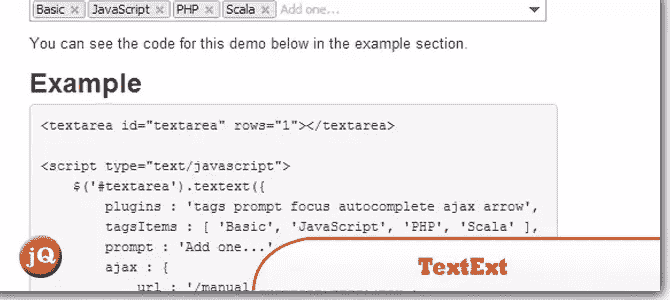 Basic × JavaScript × PHP × Scala × Add one...
You can see the code for this demo below in the example section.
Example
<textarea id="textarea" rows="1"></textarea>
<script type="text/javascript">
$('#textarea').textext({
plugins : 'tags prompt focus autocomplete ajax arrow',
tagsItems : [ 'Basic', 'JavaScript', 'PHP', 'Scala' ],
prompt : 'Add one...'
ajax : {
url : '/manual
jQ
TextExt